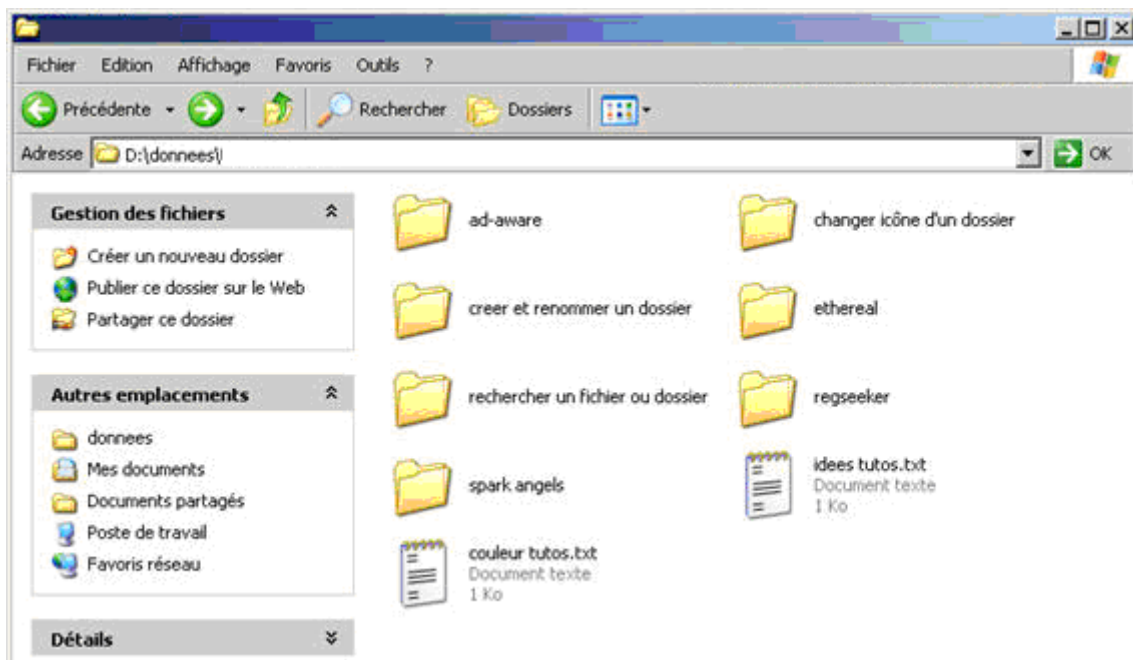 Fichier Edition Affichage Favoris Outils ?
Précédente Rechercher Dossiers
Adresse D:\donnees\ OK
Gestion des fichiers
Créer un nouveau dossier
Publier ce dossier sur le Web
Partager ce dossier
Autres emplacements
donnees
Mes documents
Documents partagés
Poste de travail
Favoris réseau
Détails
ad-aware
changer icône d'un dossier
creer et renommer un dossier
ethereal
rechercher un fichier ou dossier
regseeker
spark angels
idees tutos.txt
Document texte
1 Ko
couleur tutos.txt
Document texte
1 Ko